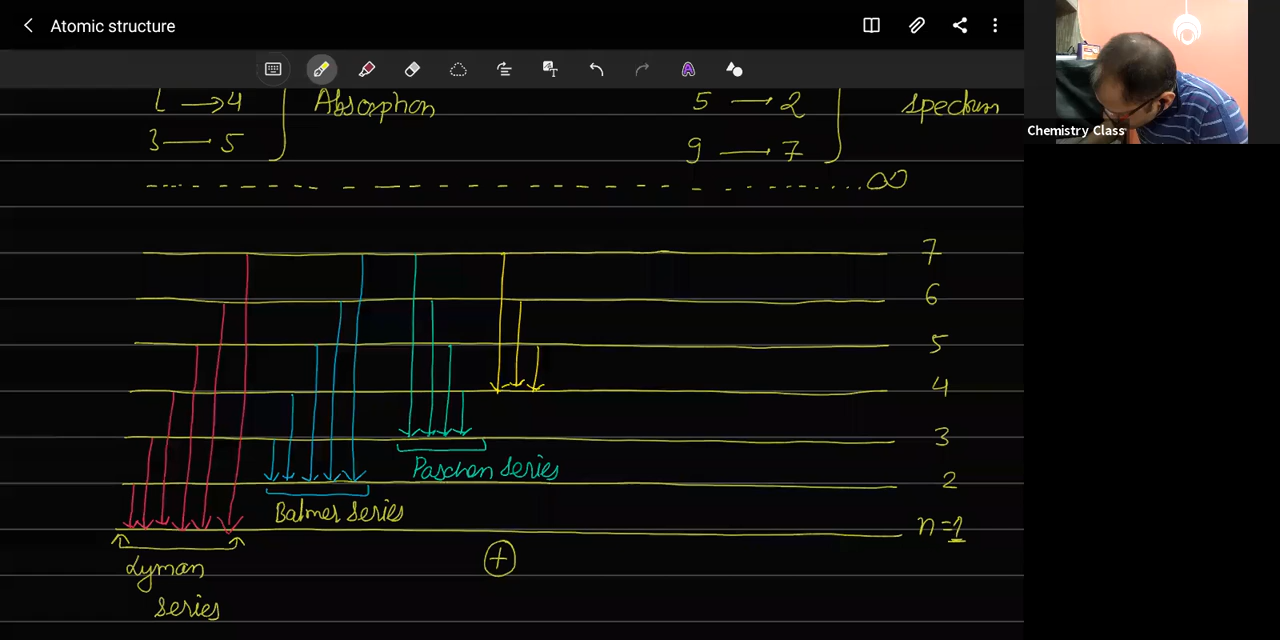 Atomic structure
Chemistry Class
1 → 4 Absorption
3 — 5
5 — 2 spectrum
9 — 7
∞
7
6
5
4
3
2
n = 1
Paschen series
Balmer series
+
Lyman
series